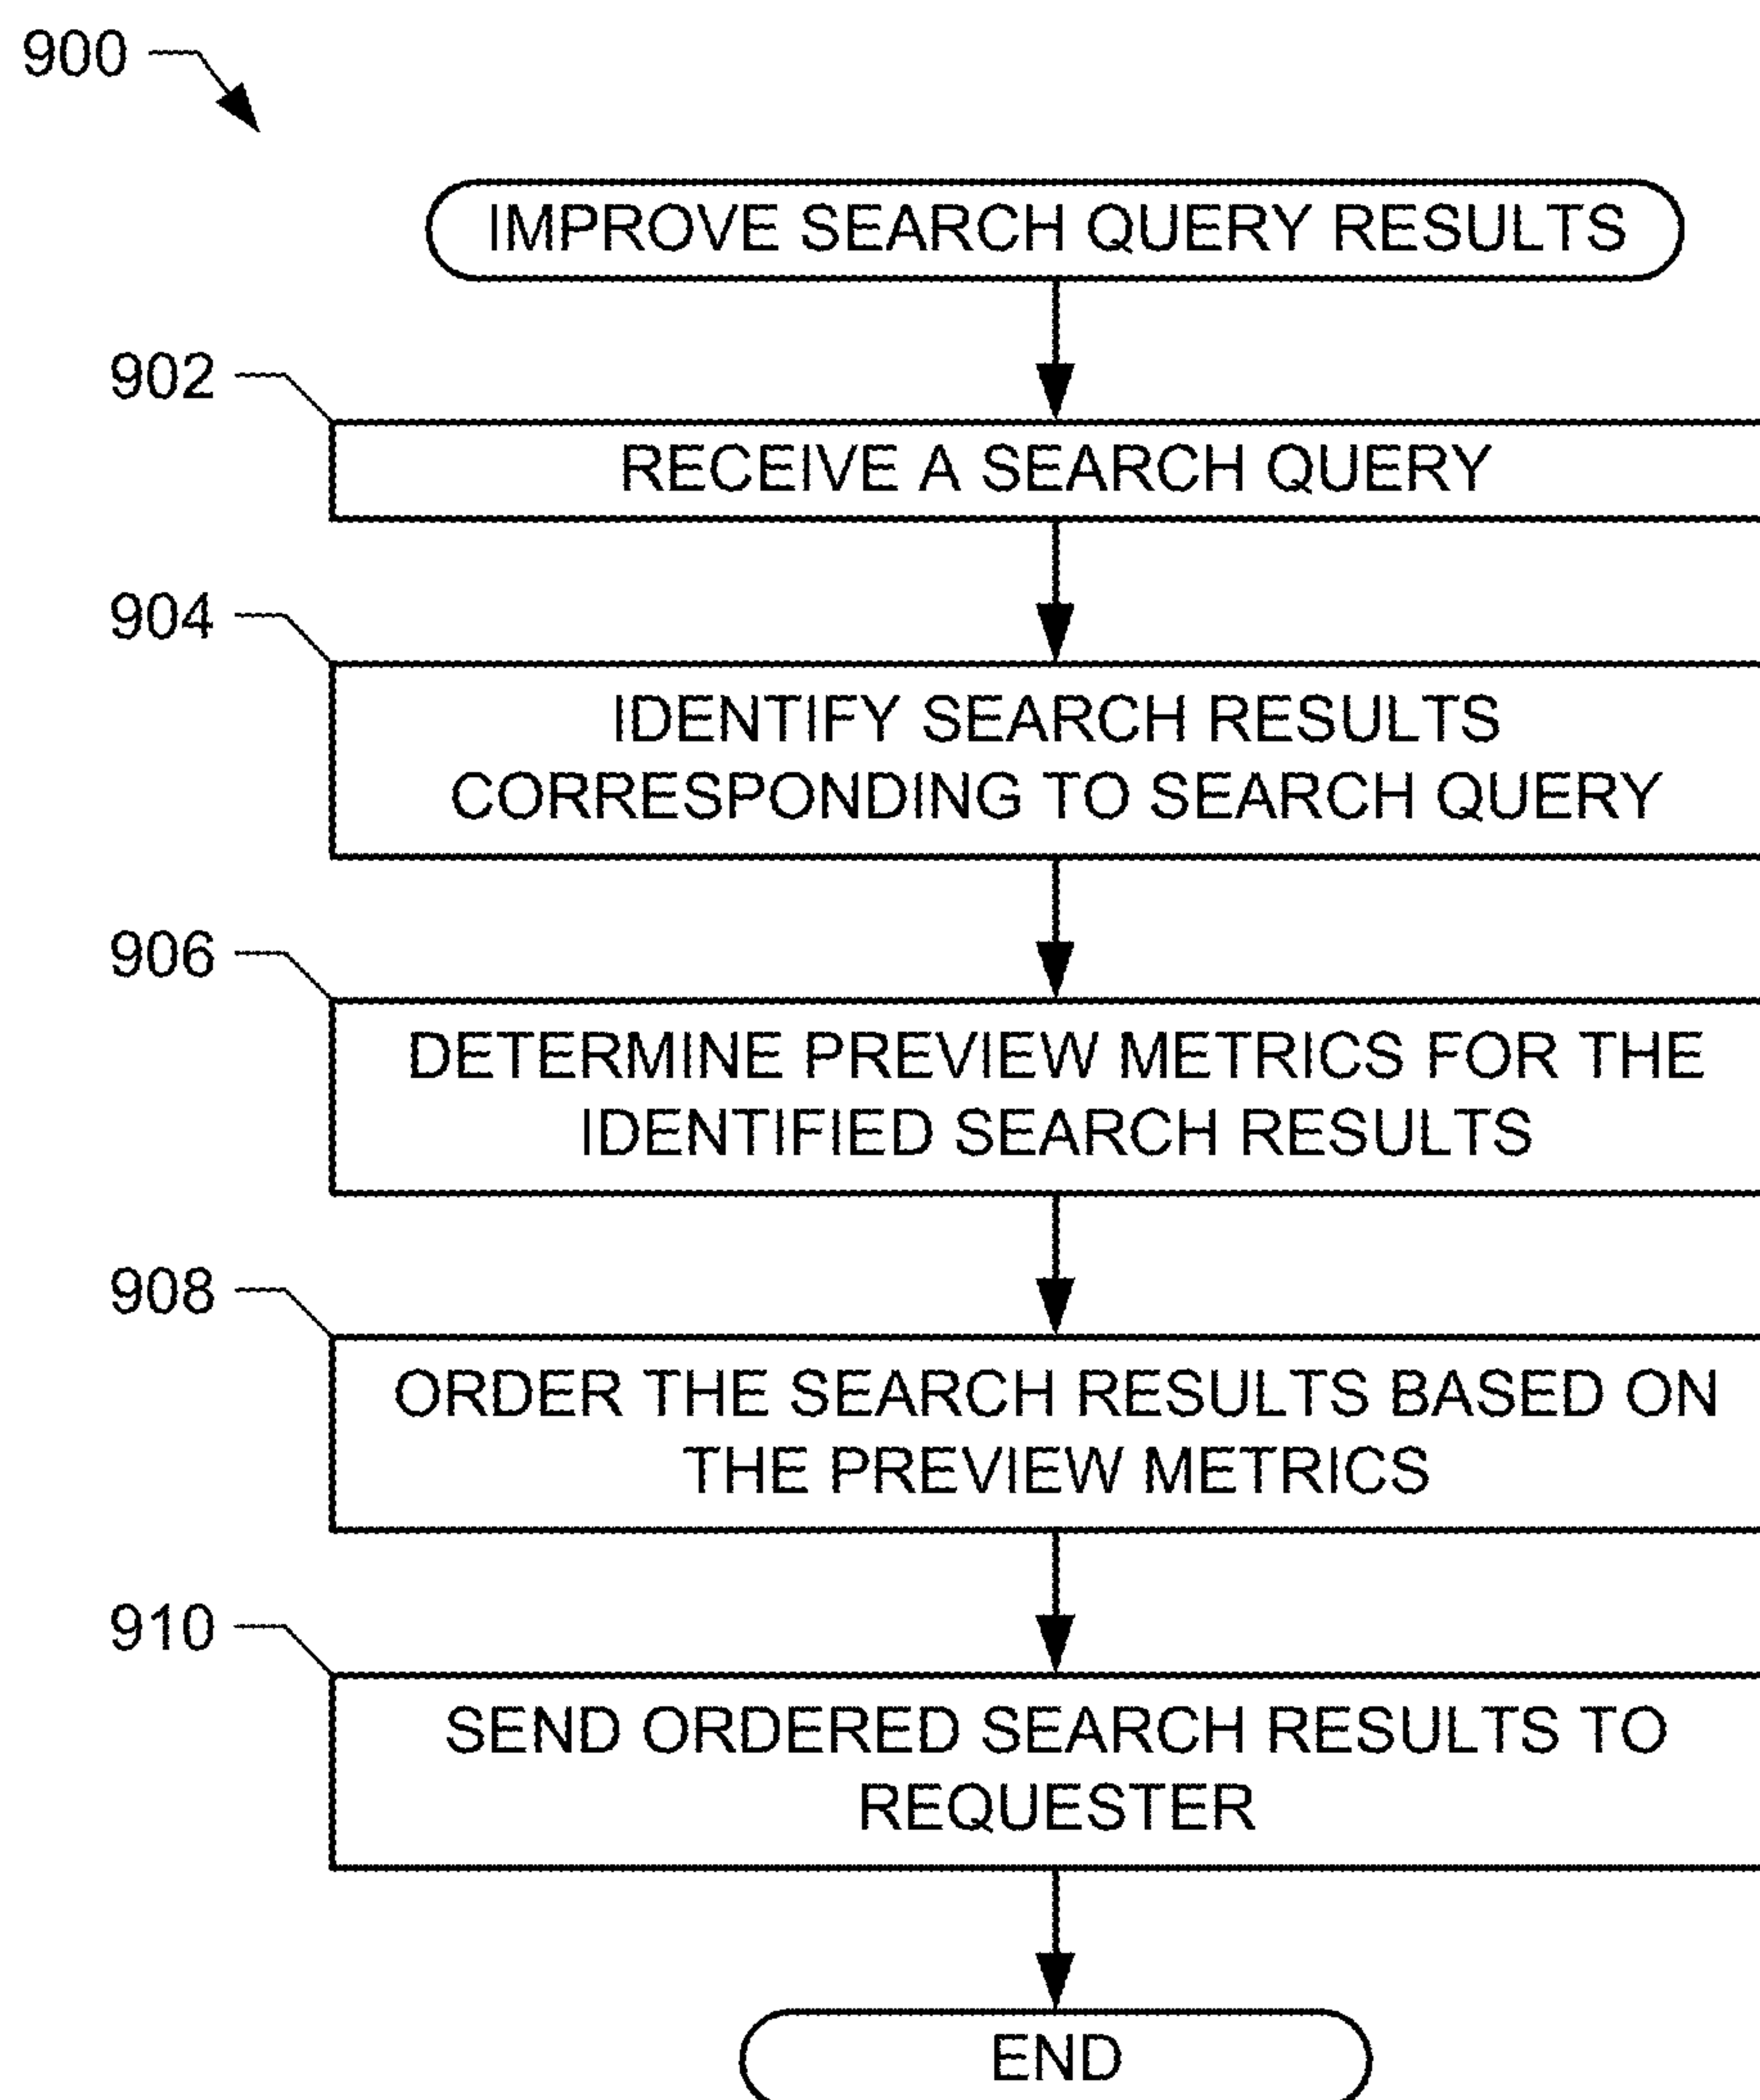 900
IMPROVE SEARCH QUERY RESULTS
902
RECEIVE A SEARCH QUERY
904
IDENTIFY SEARCH RESULTS
CORRESPONDING TO SEARCH QUERY
906
DETERMINE PREVIEW METRICS FOR THE
IDENTIFIED SEARCH RESULTS
908
ORDER THE SEARCH RESULTS BASED ON
THE PREVIEW METRICS
910
SEND ORDERED SEARCH RESULTS TO
REQUESTER
END